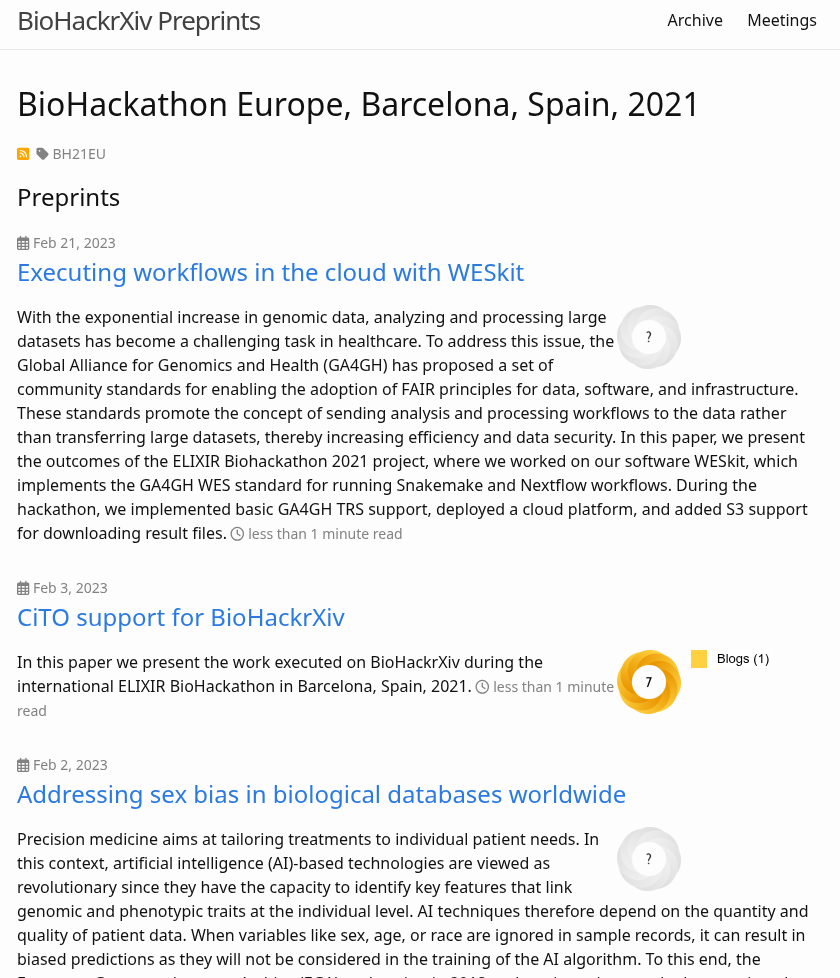 BioHackrXiv Preprints
Archive
Meetings
BioHackathon Europe, Barcelona, Spain, 2021
BH21EU
Preprints
Feb 21, 2023
Executing workflows in the cloud with WESkit
With the exponential increase in genomic data, analyzing and processing large
datasets has become a challenging task in healthcare. To address this issue, the
Global Alliance for Genomics and Health (GA4GH) has proposed a set of
community standards for enabling the adoption of FAIR principles for data, software, and infrastructure.
These standards promote the concept of sending analysis and processing workflows to the data rather
than transferring large datasets, thereby increasing efficiency and data security. In this paper, we present
the outcomes of the ELIXIR Biohackathon 2021 project, where we worked on our software WESkit, which
implements the GA4GH WES standard for running Snakemake and Nextflow workflows. During the
hackathon, we implemented basic GA4GH TRS support, deployed a cloud platform, and added S3 support
for downloading result files. less than 1 minute read
?
Feb 3, 2023
CiTO support for BioHackrXiv
In this paper we present the work executed on BioHackrXiv during the
international ELIXIR BioHackathon in Barcelona, Spain, 2021. less than 1 minute
read
7
Blogs (1)
Feb 2, 2023
Addressing sex bias in biological databases worldwide
Precision medicine aims at tailoring treatments to individual patient needs. In
this context, artificial intelligence (AI)-based technologies are viewed as
revolutionary since they have the capacity to identify key features that link
genomic and phenotypic traits at the individual level. AI techniques therefore depend on the quantity and
quality of patient data. When variables like sex, age, or race are ignored in sample records, it can result in
biased predictions as they will not be considered in the training of the AI algorithm. To this end, the
?